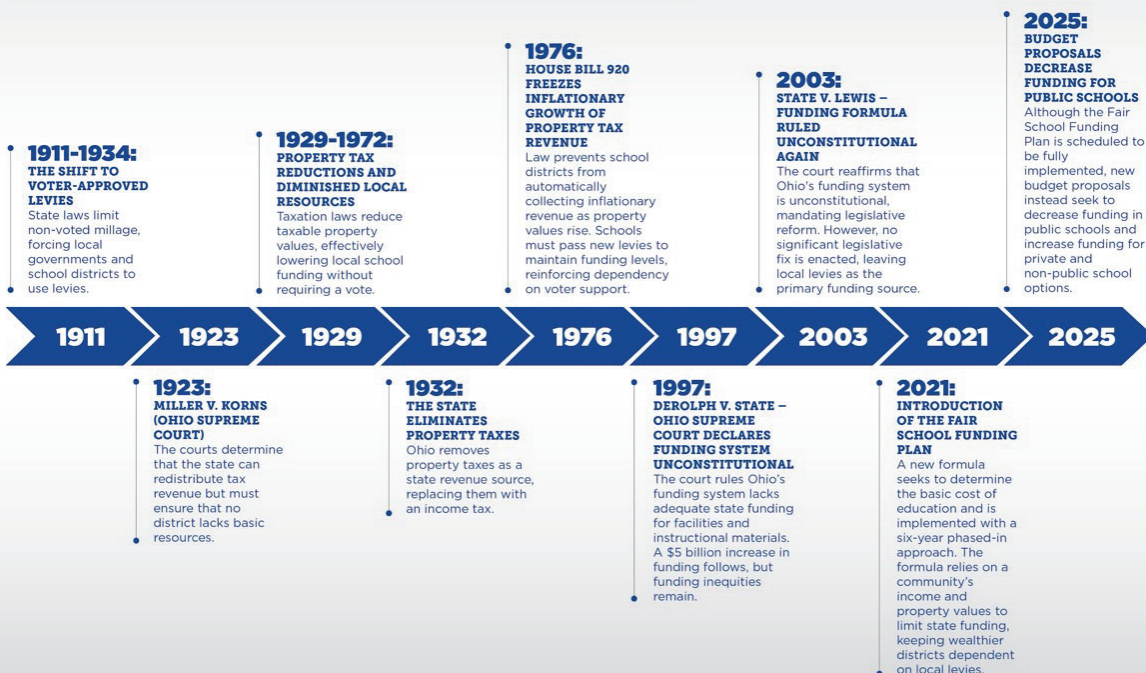 1911-1934:
THE SHIFT TO
VOTER-APPROVED
LEVIES
State laws limit
non-voted millage,
forcing local
governments and
school districts to
use levies.
1929-1972:
PROPERTY TAX
REDUCTIONS AND
DIMINISHED LOCAL
RESOURCES
Taxation laws reduce
taxable property
values, effectively
lowering local school
funding without
requiring a vote.
1976:
HOUSE BILL 920
FREEZES
INFLATIONARY
GROWTH OF
PROPERTY TAX
REVENUE
Law prevents school
districts from
automatically
collecting inflationary
revenue as property
values rise. Schools
must pass new levies to
maintain funding levels,
reinforcing dependency
on voter support.
2003:
STATE V. LEWIS –
FUNDING FORMULA
RULED
UNCONSTITUTIONAL
AGAIN
The court reaffirms that
Ohio's funding system
is unconstitutional,
mandating legislative
reform. However, no
significant legislative
fix is enacted, leaving
local levies as the
primary funding source.
2025:
BUDGET
PROPOSALS
DECREASE
FUNDING FOR
PUBLIC SCHOOLS
Although the Fair
School Funding
Plan is scheduled to
be fully
implemented, new
budget proposals
instead seek to
decrease funding in
public schools and
increase funding for
private and
non-public school
options.
1911
1923
1929
1932
1976
1997
2003
2021
2025
1923:
MILLER V. KORNS
(OHIO SUPREME
COURT)
The courts determine
that the state can
redistribute tax
revenue but must
ensure that no
district lacks basic
resources.
1932:
THE STATE
ELIMINATES
PROPERTY TAXES
Ohio removes
property taxes as a
state revenue source,
replacing them with
an income tax.
1997:
DEROLPH V. STATE –
OHIO SUPREME
COURT DECLARES
FUNDING SYSTEM
UNCONSTITUTIONAL
The court rules Ohio's
funding system lacks
adequate state funding
for facilities and
instructional materials.
A $5 billion increase in
funding follows, but
funding inequities
remain.
2021:
INTRODUCTION
OF THE FAIR
SCHOOL FUNDING
PLAN
A new formula
seeks to determine
the basic cost of
education and is
implemented with a
six-year phased-in
approach. The
formula relies on a
community's
income and
property values to
limit state funding,
keeping wealthier
districts dependent
on local levies.